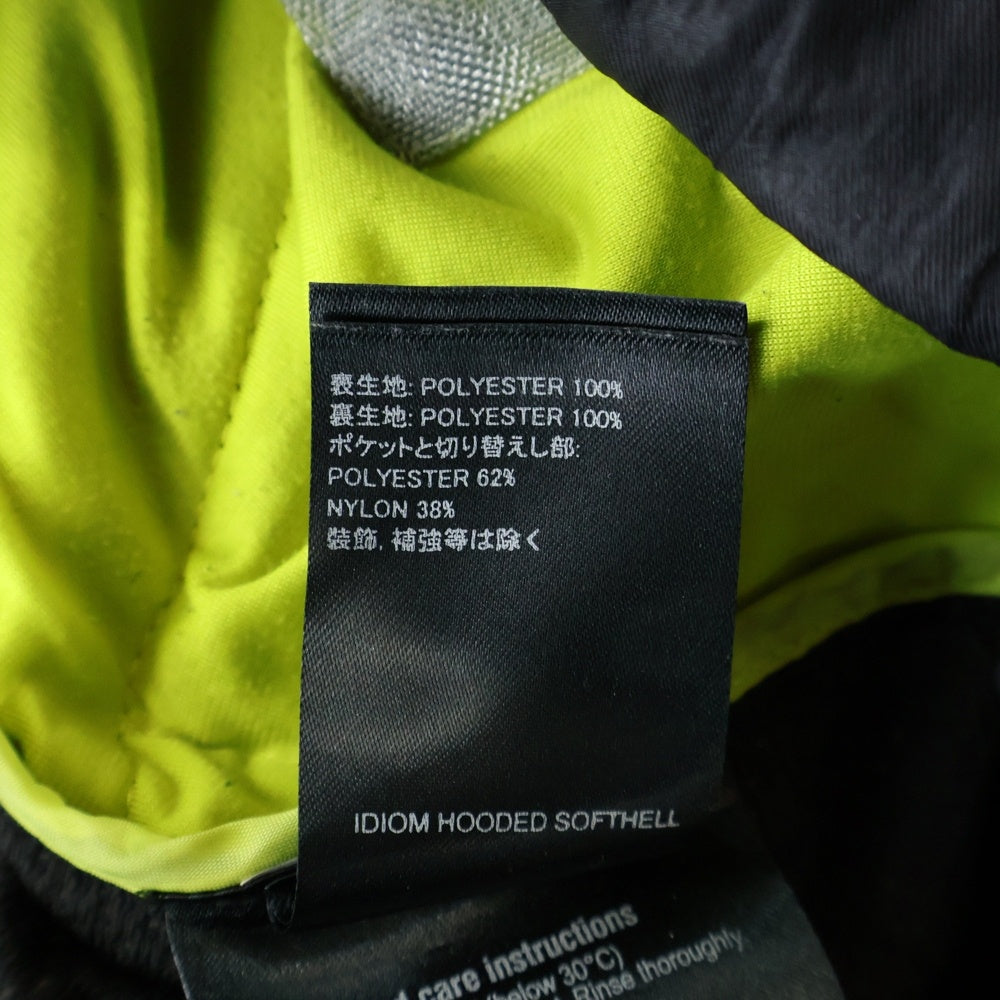 表生地: POLYESTER 100%
裏生地: POLYESTER 100%
ポケットと切り替えし部:
POLYESTER 62%
NYLON 38%
装飾, 補強等は除く
IDIOM HOODED SOFTHELL
care instructions
(below 30°C)
Rinse thoroughly.